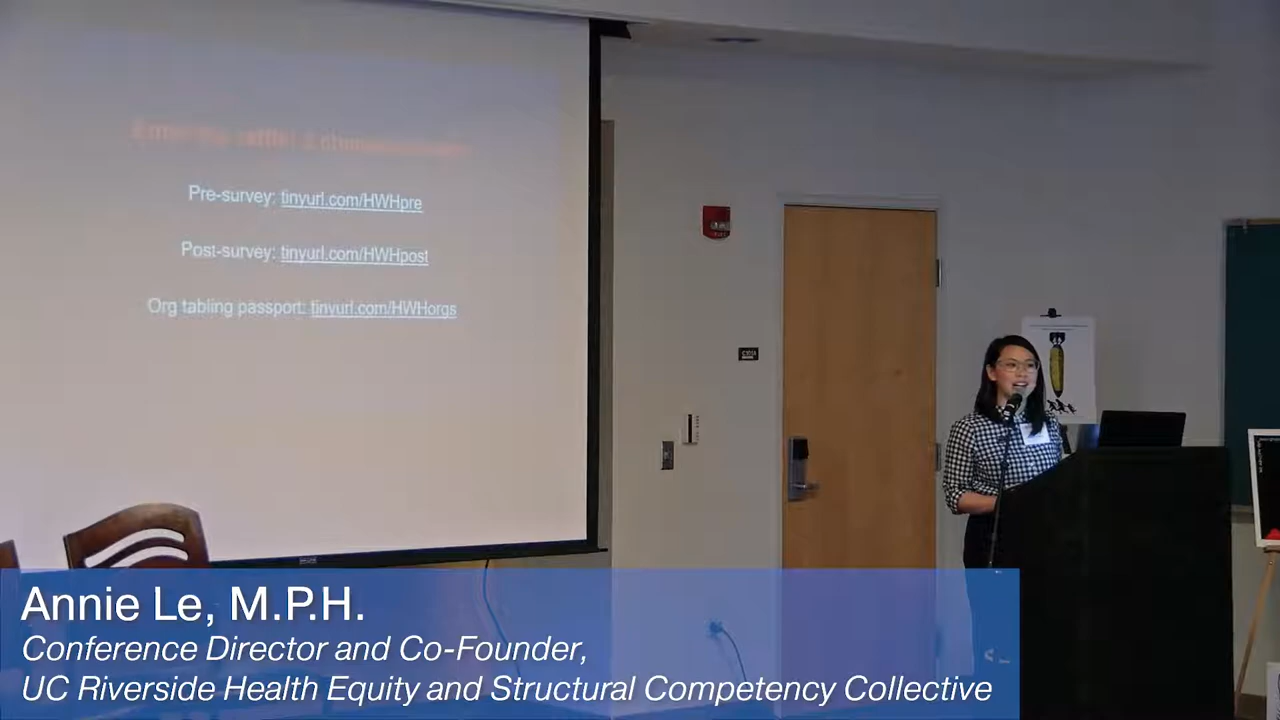 Pre-survey: tinyurl.com/HWHpre
Post-survey: tinyurl.com/HWHpost
Org tabling passport: tinyurl.com/HWHorgs
Annie Le, M.P.H.
Conference Director and Co-Founder,
UC Riverside Health Equity and Structural Competency Collective